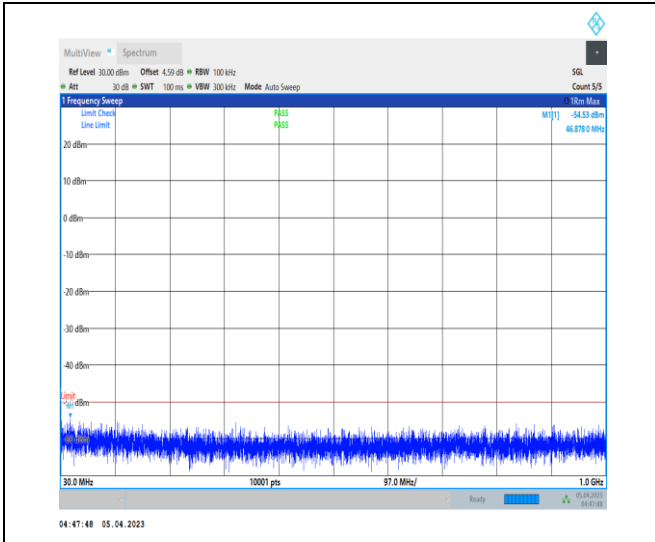 MultiView Spectrum
Ref Level 30.00 dBm Offset 4.59 dB RBW 100 kHz SGL
Att 30 dB SWT 100 ms VBW 300 kHz Mode Auto Sweep Count 5/5
1 Frequency Sweep 1Rm Max
Limit Check PASS M1[1] -54.53 dBm
Line Limit PASS 46.878 0 MHz
20 dBm
10 dBm
0 dBm
-10 dBm
-20 dBm
-30 dBm
-40 dBm
Limit
dBm
30.0 MHz 10001 pts 97.0 MHz/ 1.0 GHz
Ready 05.04.2023
04:47:48
04:47:48 05.04.2023